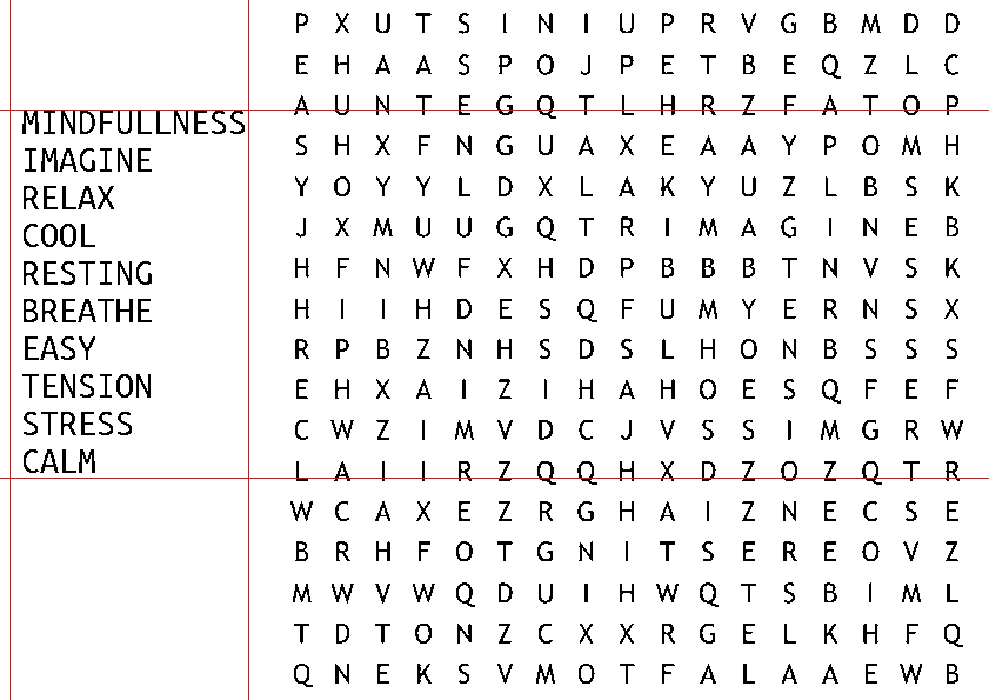 P X U T S I N I U P R V G B M D D
E H A A S P O J P E T B E Q Z L C
A U N T E G Q T L H R Z F A T O P
MINDFULLNESS
S H X F N G U A X E A A Y P O M H
IMAGINE
Y O Y Y L D X L A K Y U Z L B S K
RELAX
J X M U U G Q T R I M A G I N E B
COOL
H F N W F X H D P B B B T N V S K
RESTING
H I I H D E S Q F U M Y E R N S X
BREATHE
R P B Z N H S D S L H O N B S S S
EASY
E H X A I Z I H A H O E S Q F E F
TENSION
C W Z I M V D C J V S S I M G R W
STRESS
L A I I R Z Q Q H X D Z O Z Q T R
CALM
W C A X E Z R G H A I Z N E C S E
B R H F O T G N I T S E R E O V Z
M W V W Q D U I H W Q T S B I M L
T D T O N Z C X X R G E L K H F Q
Q N E K S V M O T F A L A A E W B